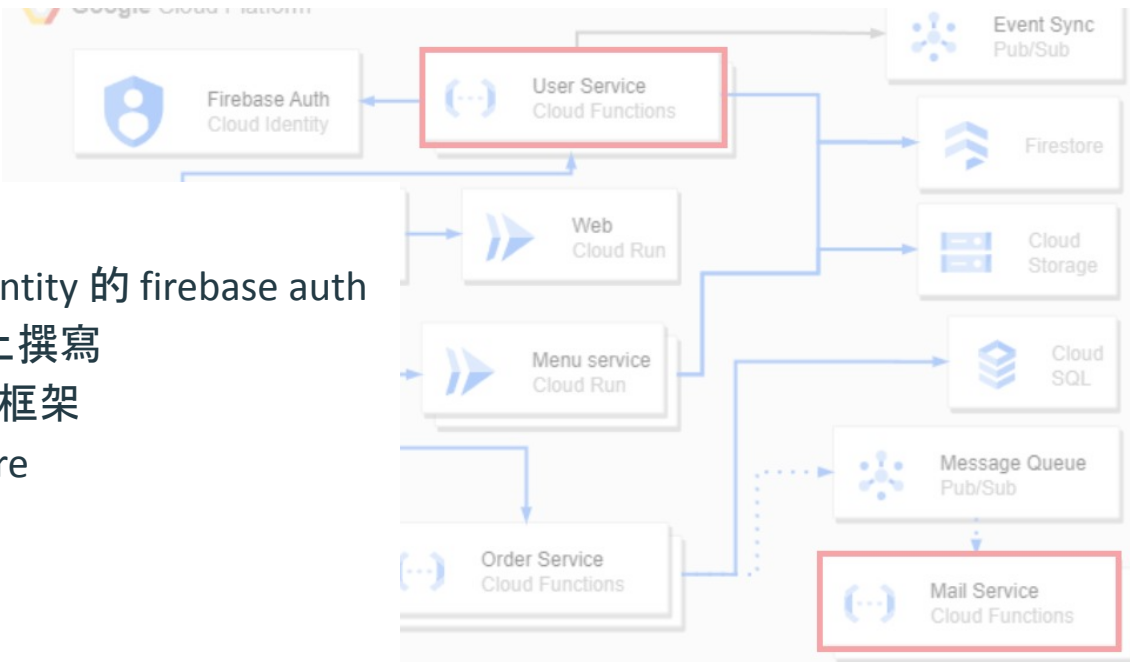 Google Cloud Platform
Event Sync
Pub/Sub
User Service
Cloud Functions
Firebase Auth
Cloud Identity
Firestore
Web
Cloud Run
Cloud
Storage
entity 的 firebase auth
上撰寫
框架
re
Menu service
Cloud Run
Cloud
SQL
Message Queue
Pub/Sub
Order Service
Cloud Functions
Mail Service
Cloud Functions